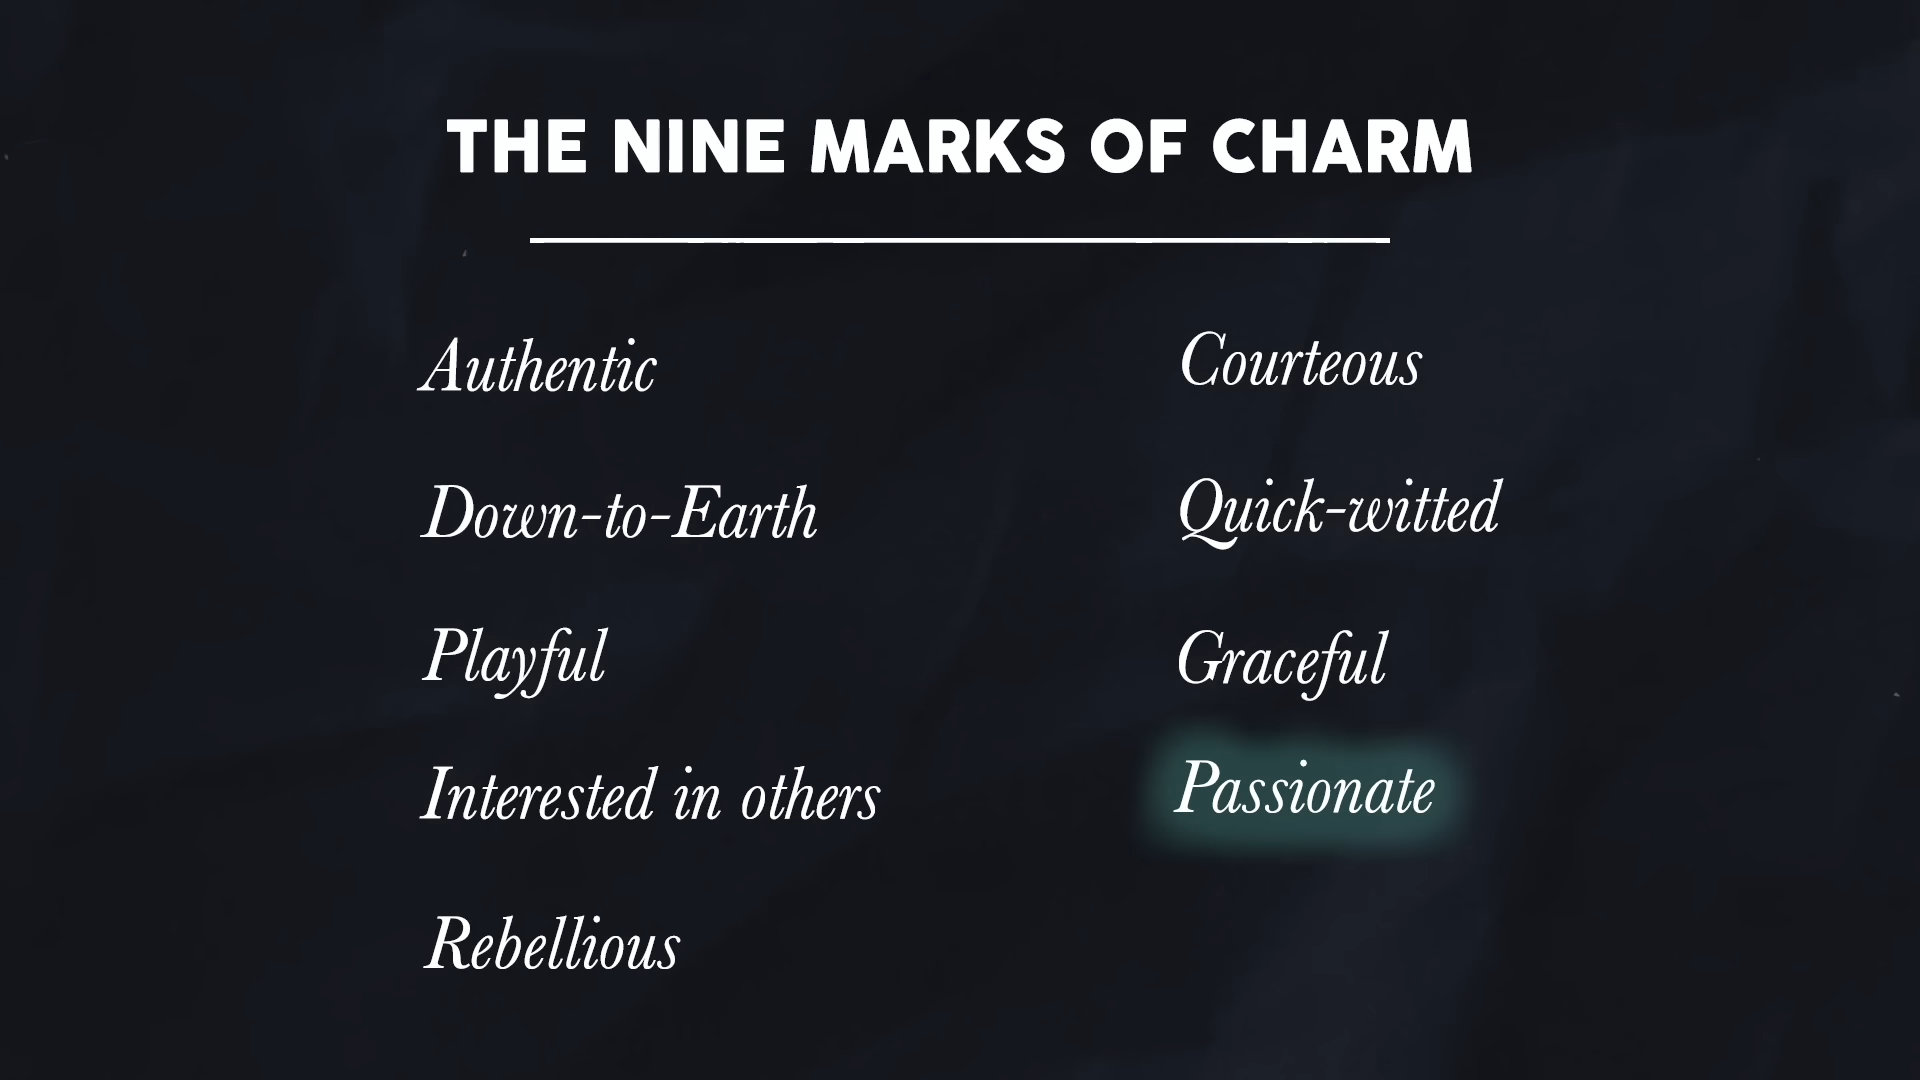 THE NINE MARKS OF CHARM
Authentic
Down-to-Earth
Playful
Interested in others
Rebellious
Courteous
Quick-witted
Graceful
Passionate